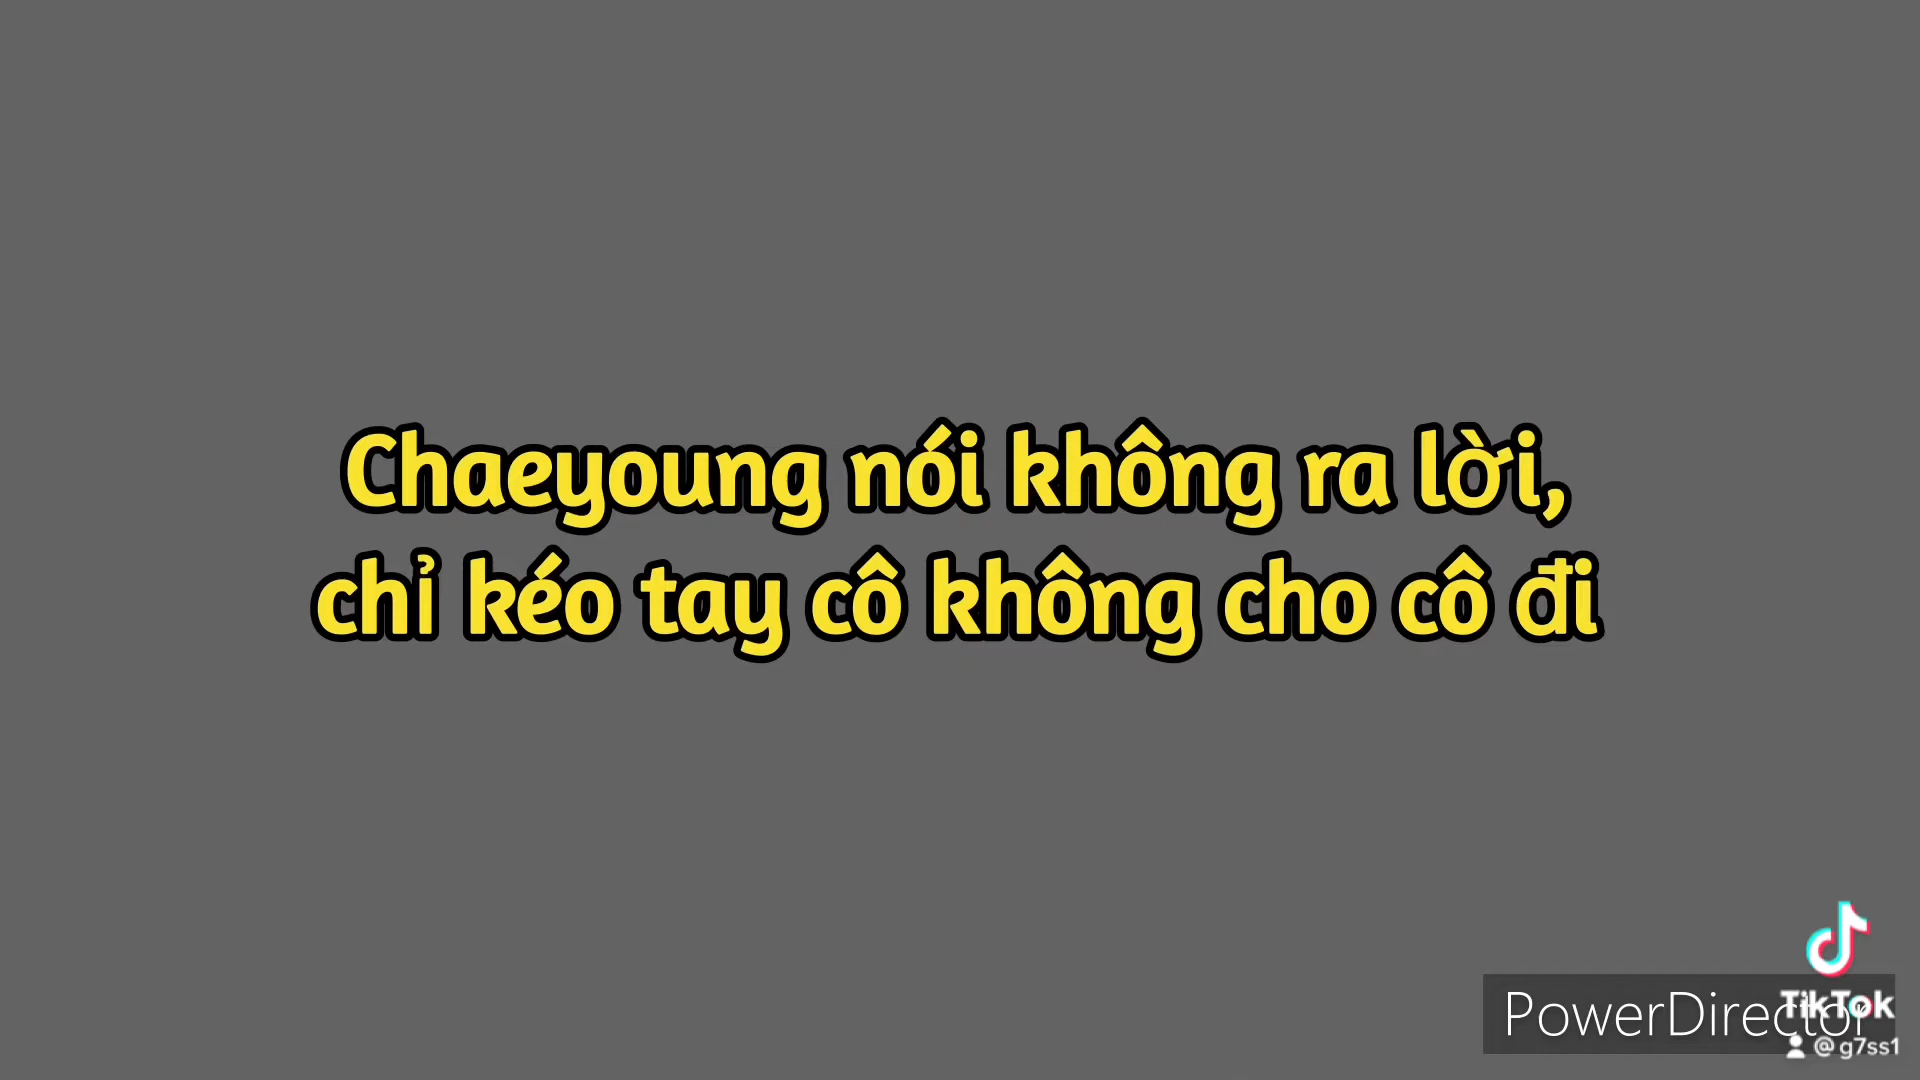 Chaeyoung nói không ra lời,
chỉ kéo tay cô không cho cô đi
TikTok
PowerDirector
@g7ss1